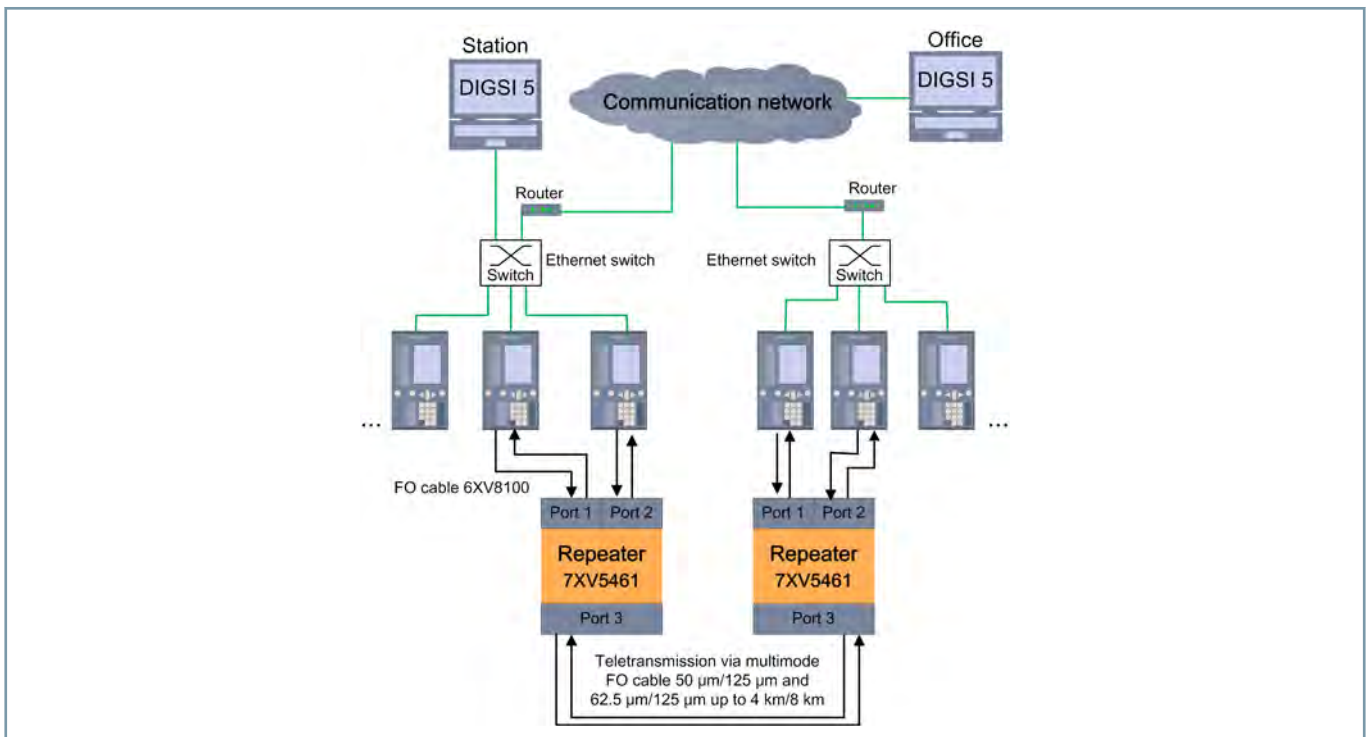 Station
Office
DIGSI 5
DIGSI 5
Communication network
Router
Router
Ethernet switch
Ethernet switch
Switch
Switch
...
...
FO cable 6XV8100
Port 1
Port 2
Port 1
Port 2
Repeater
7XV5461
Repeater
7XV5461
Port 3
Port 3
Teletransmission via multimode
FO cable 50 µm/125 µm and
62.5 µm/125 µm up to 4 km/8 km